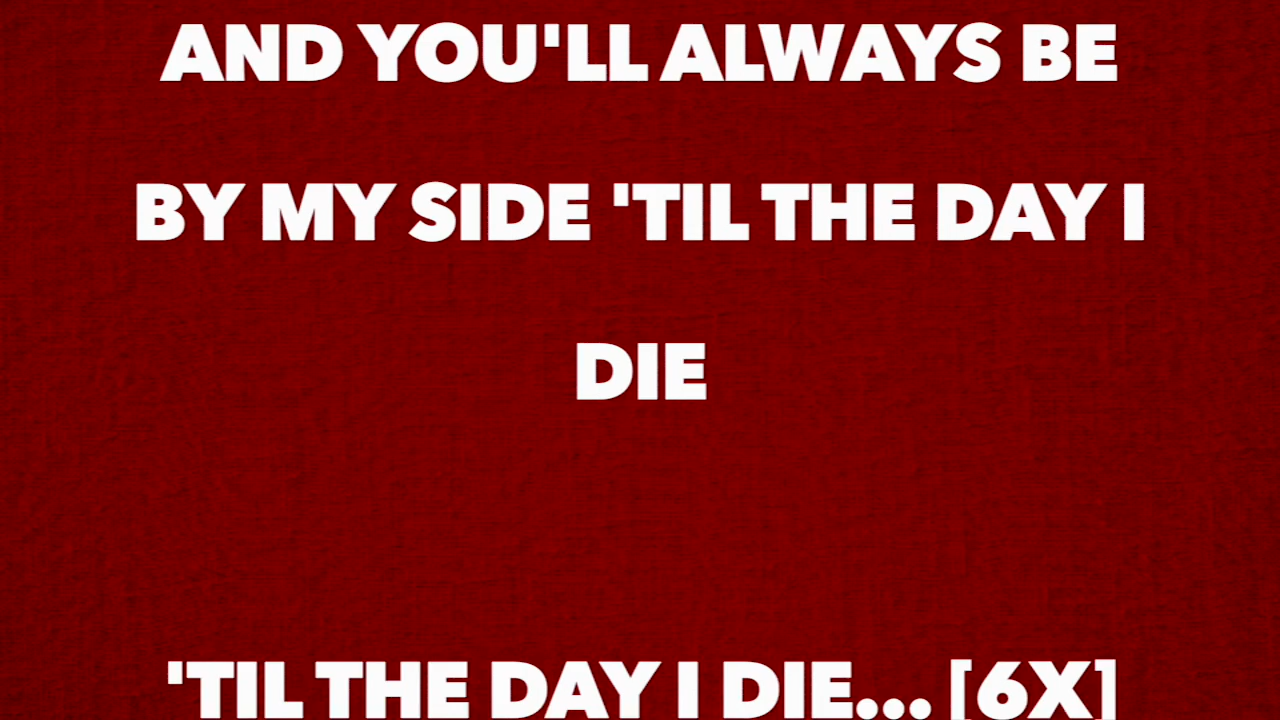 AND YOU'LL ALWAYS BE
BY MY SIDE 'TIL THE DAY I
DIE
'TIL THE DAY I DIE... [6X]